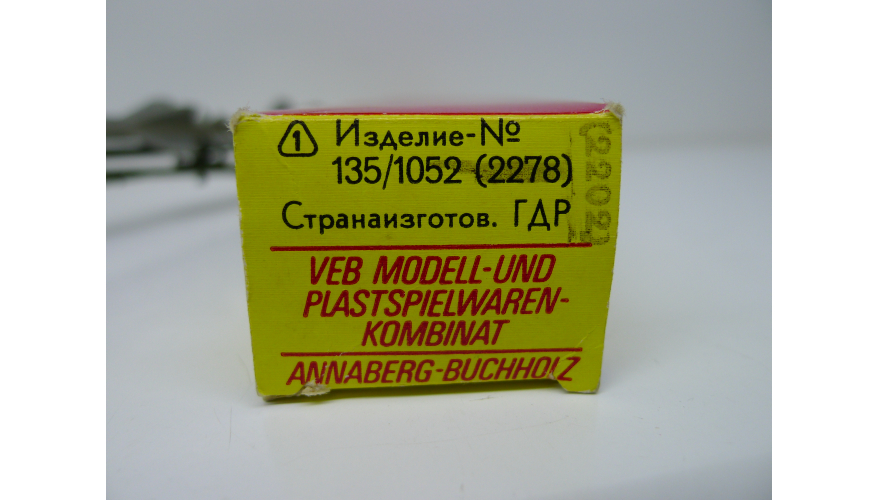 1 Изделие-№
135/1052 (2278)
Странаизготов. ГДР
VEB MODELL-UND
PLASTSPIELWAREN-
KOMBINAT
ANNABERG-BUCHHOLZ